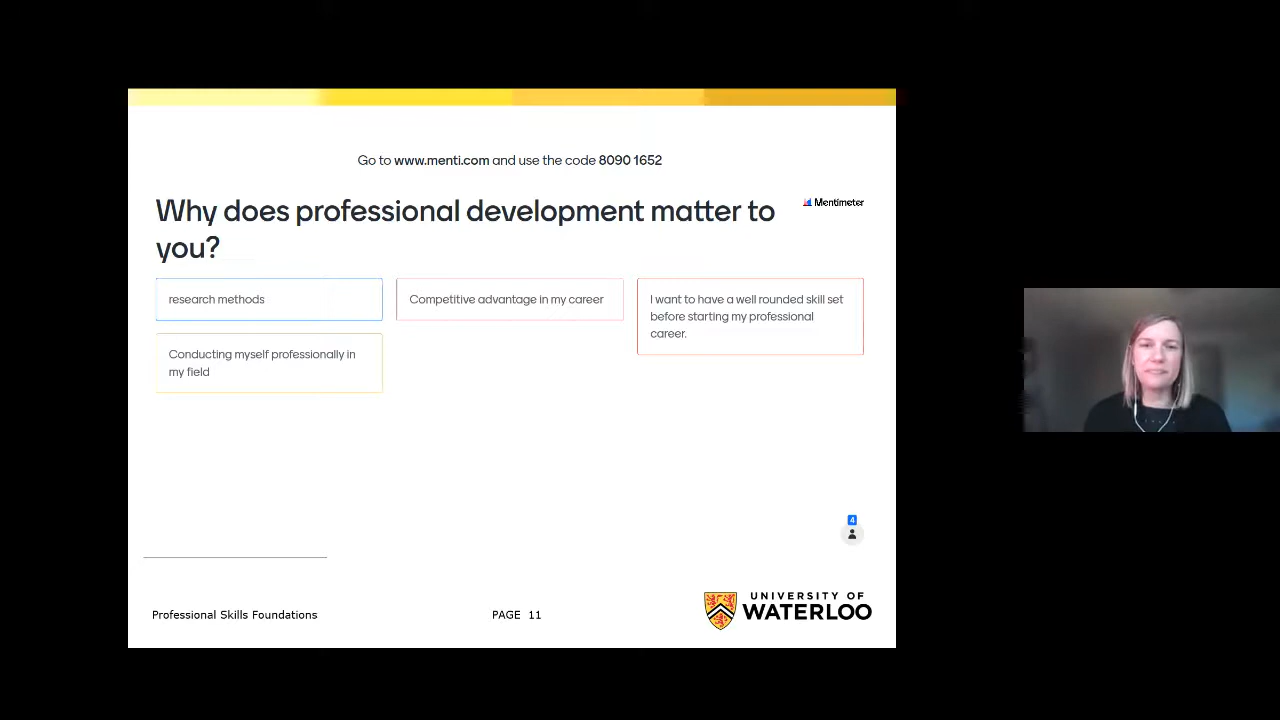 Go to www.menti.com and use the code 8090 1652
Why does professional development matter to
you?
Mentimeter
research methods
Competitive advantage in my career
I want to have a well rounded skill set
before starting my professional
career.
Conducting myself professionally in
my field
4
Professional Skills Foundations
PAGE 11
UNIVERSITY OF
WATERLOO